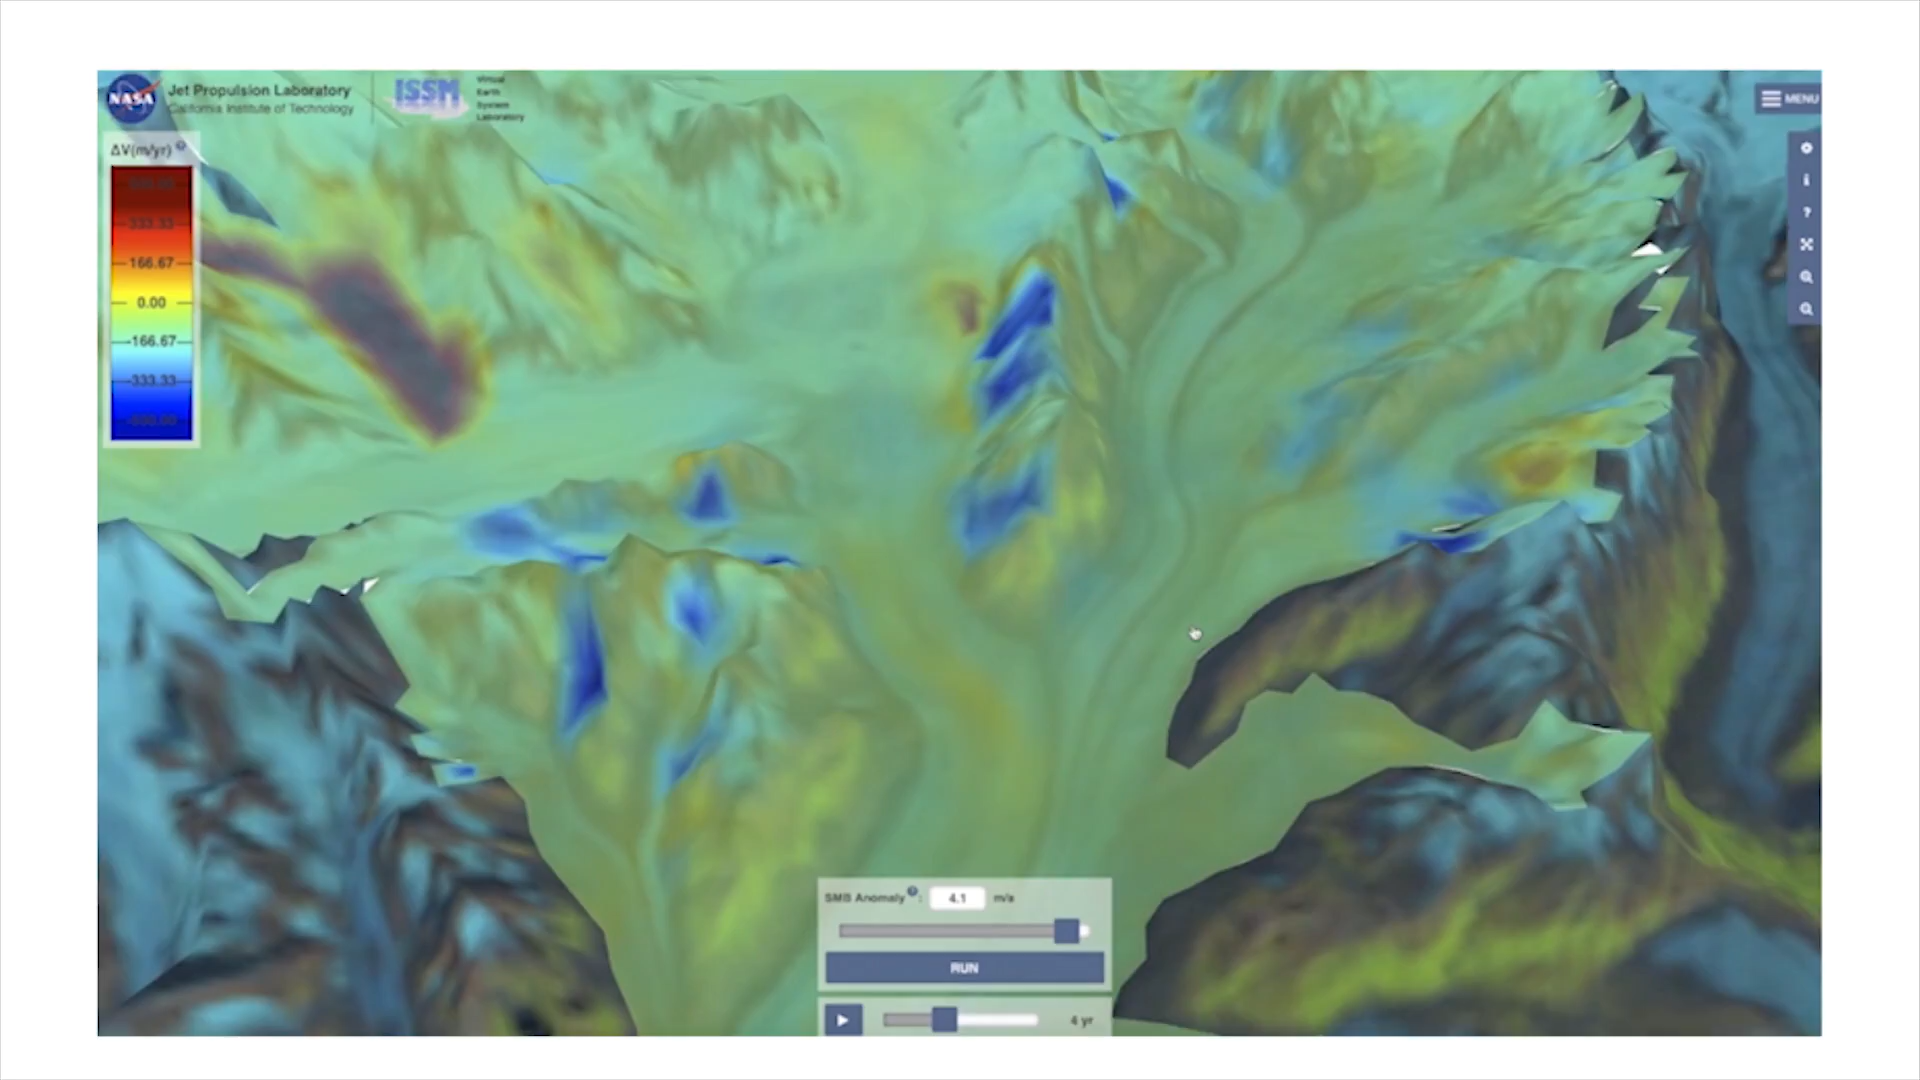 NASA
Jet Propulsion Laboratory
California Institute of Technology
ISSM
Virtual
Earth
System
Laboratory
MENU
ΔV(m/yr) ?
333.33
166.67
0.00
-166.67
-333.33
SMB Anomaly ?: 4.1 m/a
RUN
4 yr